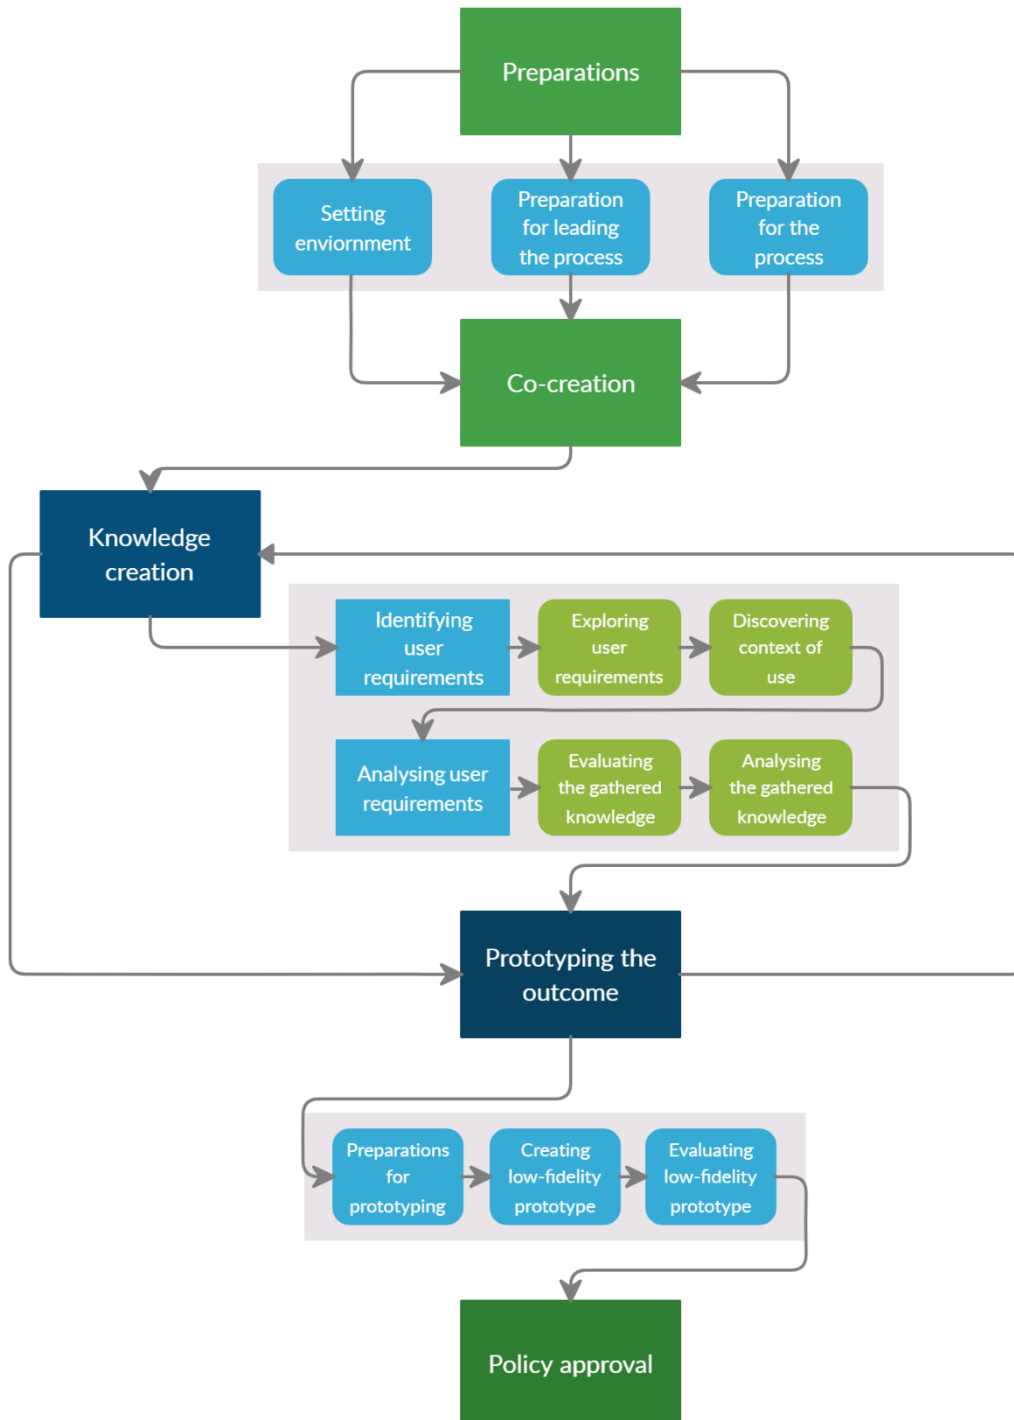 Preparations
Setting
enviornment
Preparation
for leading
the process
Preparation
for the
process
Co-creation
Knowledge
creation
Identifying
user
requirements
Exploring
user
requirements
Discovering
context of
use
Analysing user
requirements
Evaluating
the gathered
knowledge
Analysing
the gathered
knowledge
Prototyping the
outcome
Preparations
for
prototyping
Creating
low-fidelity
prototype
Evaluating
low-fidelity
prototype
Policy approval